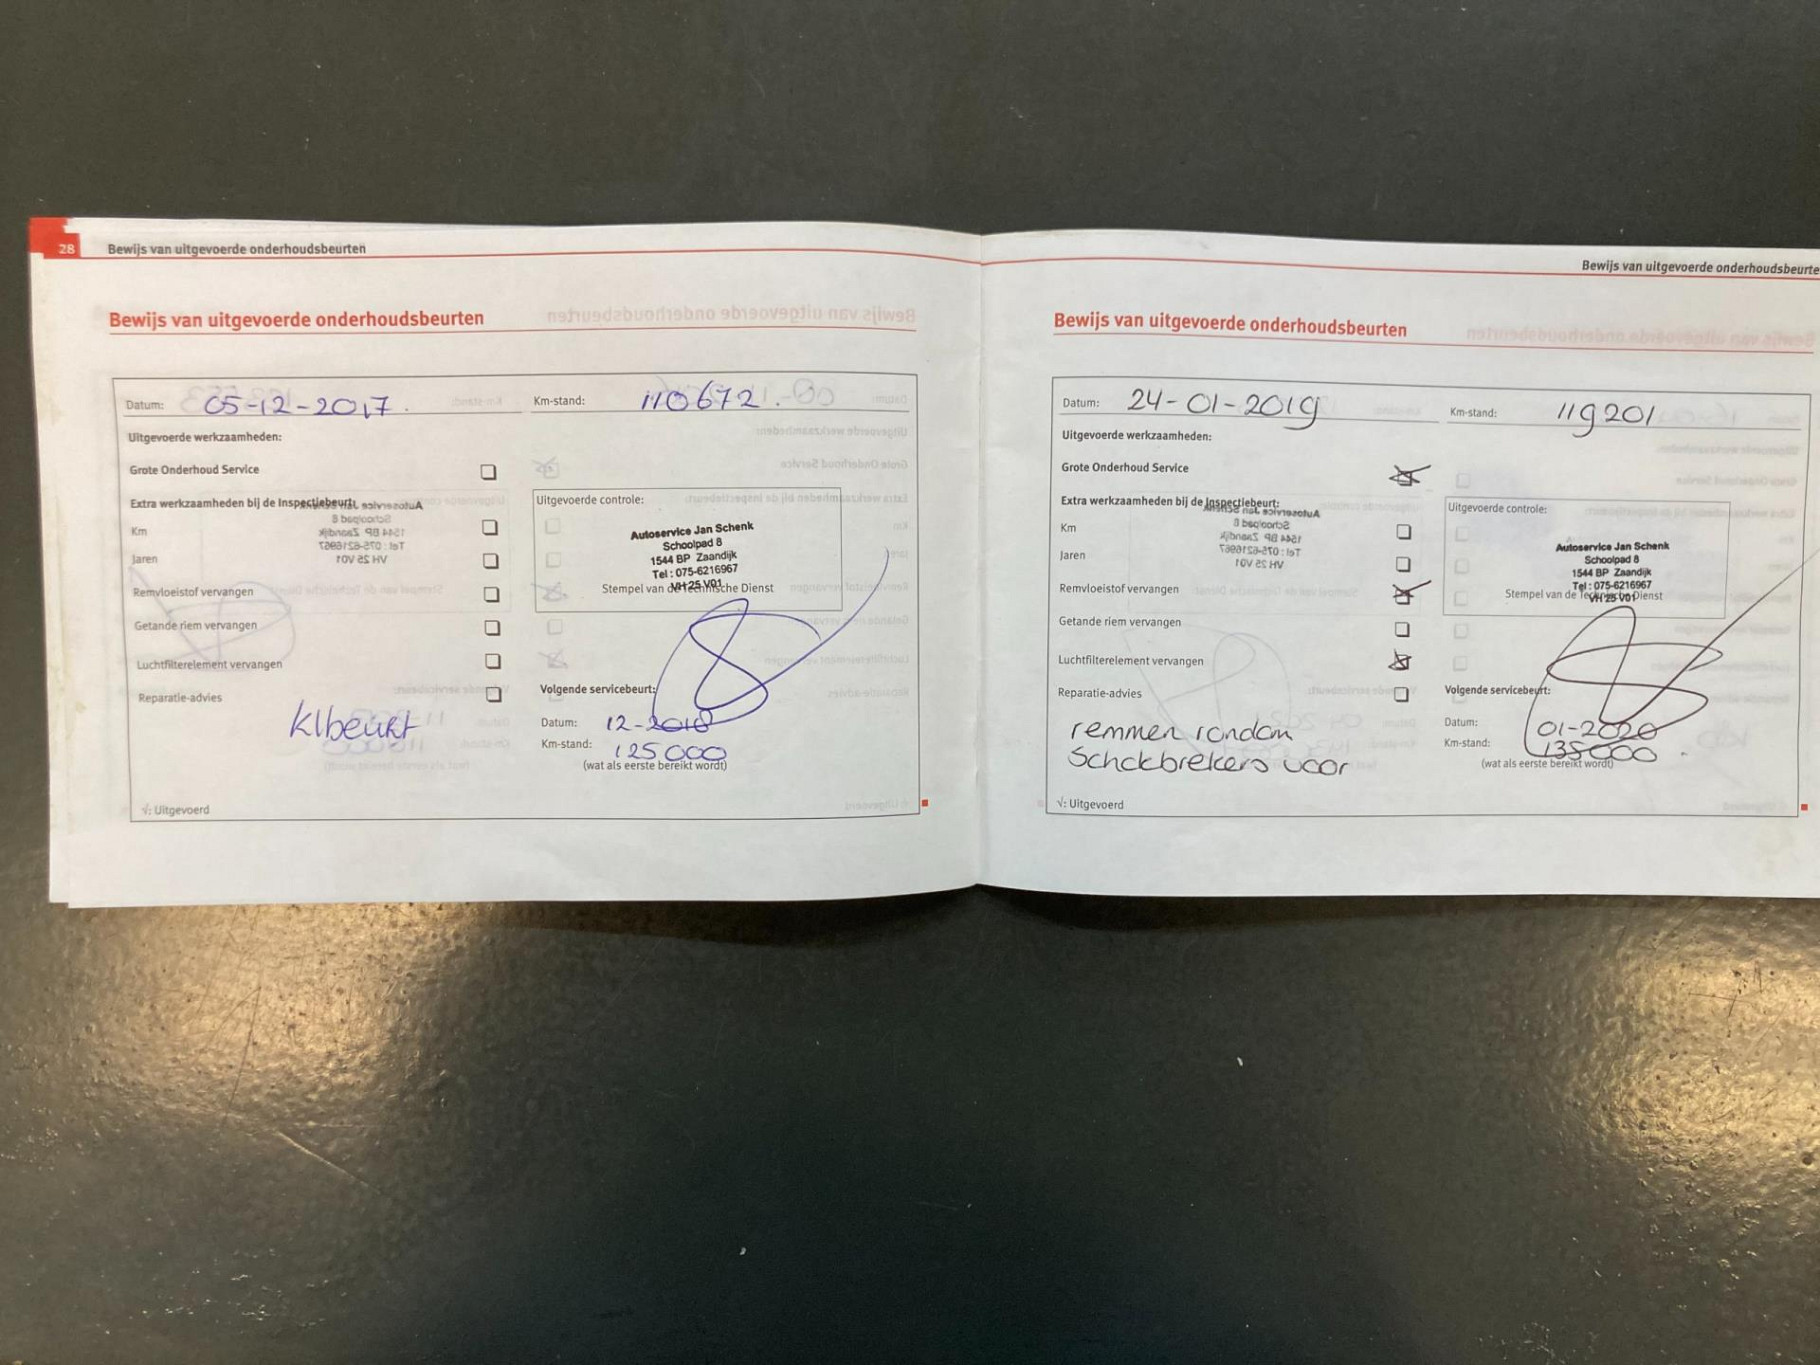 28 Bewijs van uitgevoerde onderhoudsbeurten
Bewijs van uitgevoerde onderhoudsbeurten
Datum: 05-12-2017. Km-stand: 110672.
Uitgevoerde werkzaamheden:
Grote Onderhoud Service
Extra werkzaamheden bij de Inspectiebeurt:
Km
Jaren
Remvloeistof vervangen
Getande riem vervangen
Luchtfilterelement vervangen
Reparatie-advies
klbeurt
√: Uitgevoerd
Uitgevoerde controle:
Autoservice Jan Schenk
Schoolpad 8
1544 BP Zaandijk
Tel : 075-6216967
VH 25 V01
Stempel van de Technische Dienst
Volgende servicebeurt:
Datum: 12-2018
Km-stand: 125000
(wat als eerste bereikt wordt)
Bewijs van uitgevoerde onderhoudsbeurte
Bewijs van uitgevoerde onderhoudsbeurten
Datum: 24-01-2019 Km-stand: 119201
Uitgevoerde werkzaamheden:
Grote Onderhoud Service
Extra werkzaamheden bij de Inspectiebeurt:
Km
Jaren
Remvloeistof vervangen
Getande riem vervangen
Luchtfilterelement vervangen
Reparatie-advies
remmen rondom
Schokbrekers voor
√: Uitgevoerd
Uitgevoerde controle:
Autoservice Jan Schenk
Schoolpad 8
1544 BP Zaandijk
Tel : 075-6216967
VH 25 V01
Stempel van de Technische Dienst
Volgende servicebeurt:
Datum: 01-2020
Km-stand: 135000.
(wat als eerste bereikt wordt)